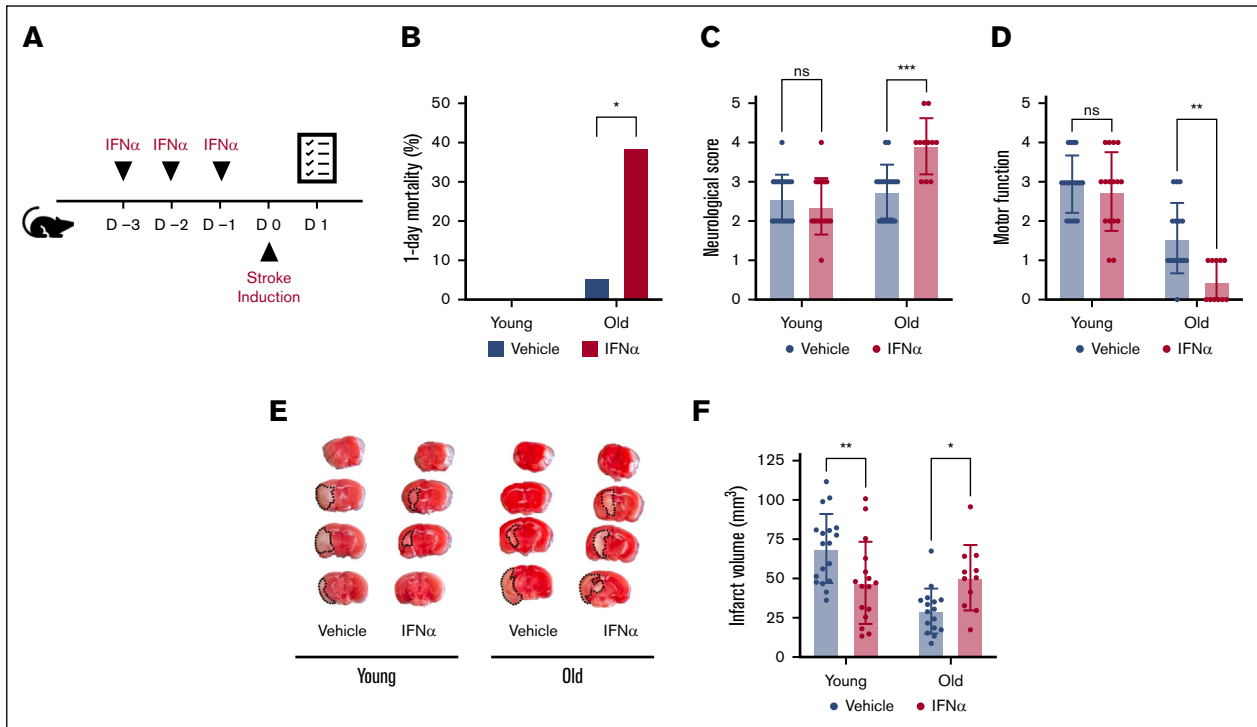 A
IFNα IFNα IFNα
D –3 D –2 D –1 D 0 D 1
Stroke
Induction
B
1-day mortality (%)
50
40
30
20
10
0
*
Young Old
Vehicle IFNα
C
Neurological score
5
4
3
2
1
0
ns
***
Young Old
Vehicle IFNα
D
Motor function
5
4
3
2
1
0
ns
**
Young Old
Vehicle IFNα
E
Vehicle IFNα Vehicle IFNα
Young Old
F
Infarct volume (mm³)
125
100
75
50
25
0
**
*
Young Old
Vehicle IFNα